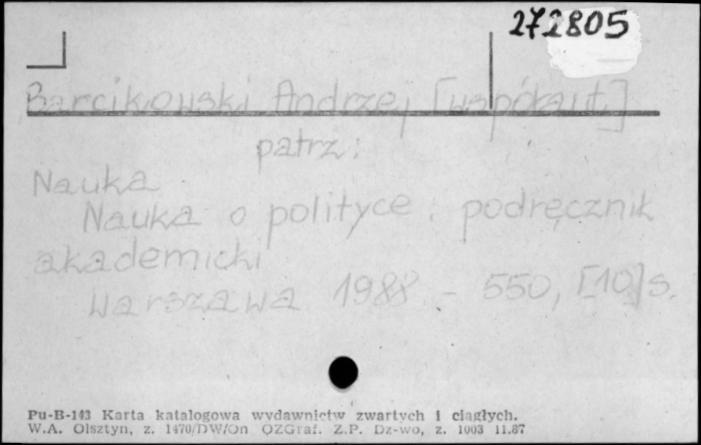 272805
Barcikowski Andrzej [współaut.]
patrz:
Nauka
Nauka o polityce : podręcznik
akademicki
Warszawa 1988 - 550, [10] s.
Pu-B-143 Karta katalogowa wydawnictw zwartych i ciągłych.
W.A. Olsztyn, z. 1470/DW/On OZGraf. Z.P. Dz-wo, z. 1003 11.87